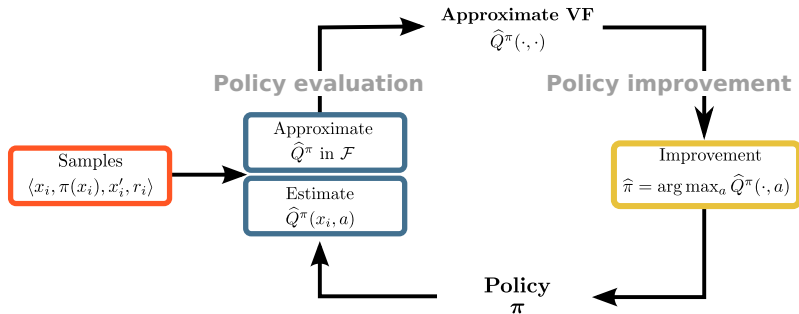 Approximate VF
Q̂^π(·,·)
Policy evaluation
Policy improvement
Approximate
Q̂^π in ℱ
Samples
⟨x_i, π(x_i), x'_i, r_i⟩
Estimate
Q̂^π(x_i, a)
Improvement
π̂ = arg max_a Q̂^π(·, a)
Policy
π